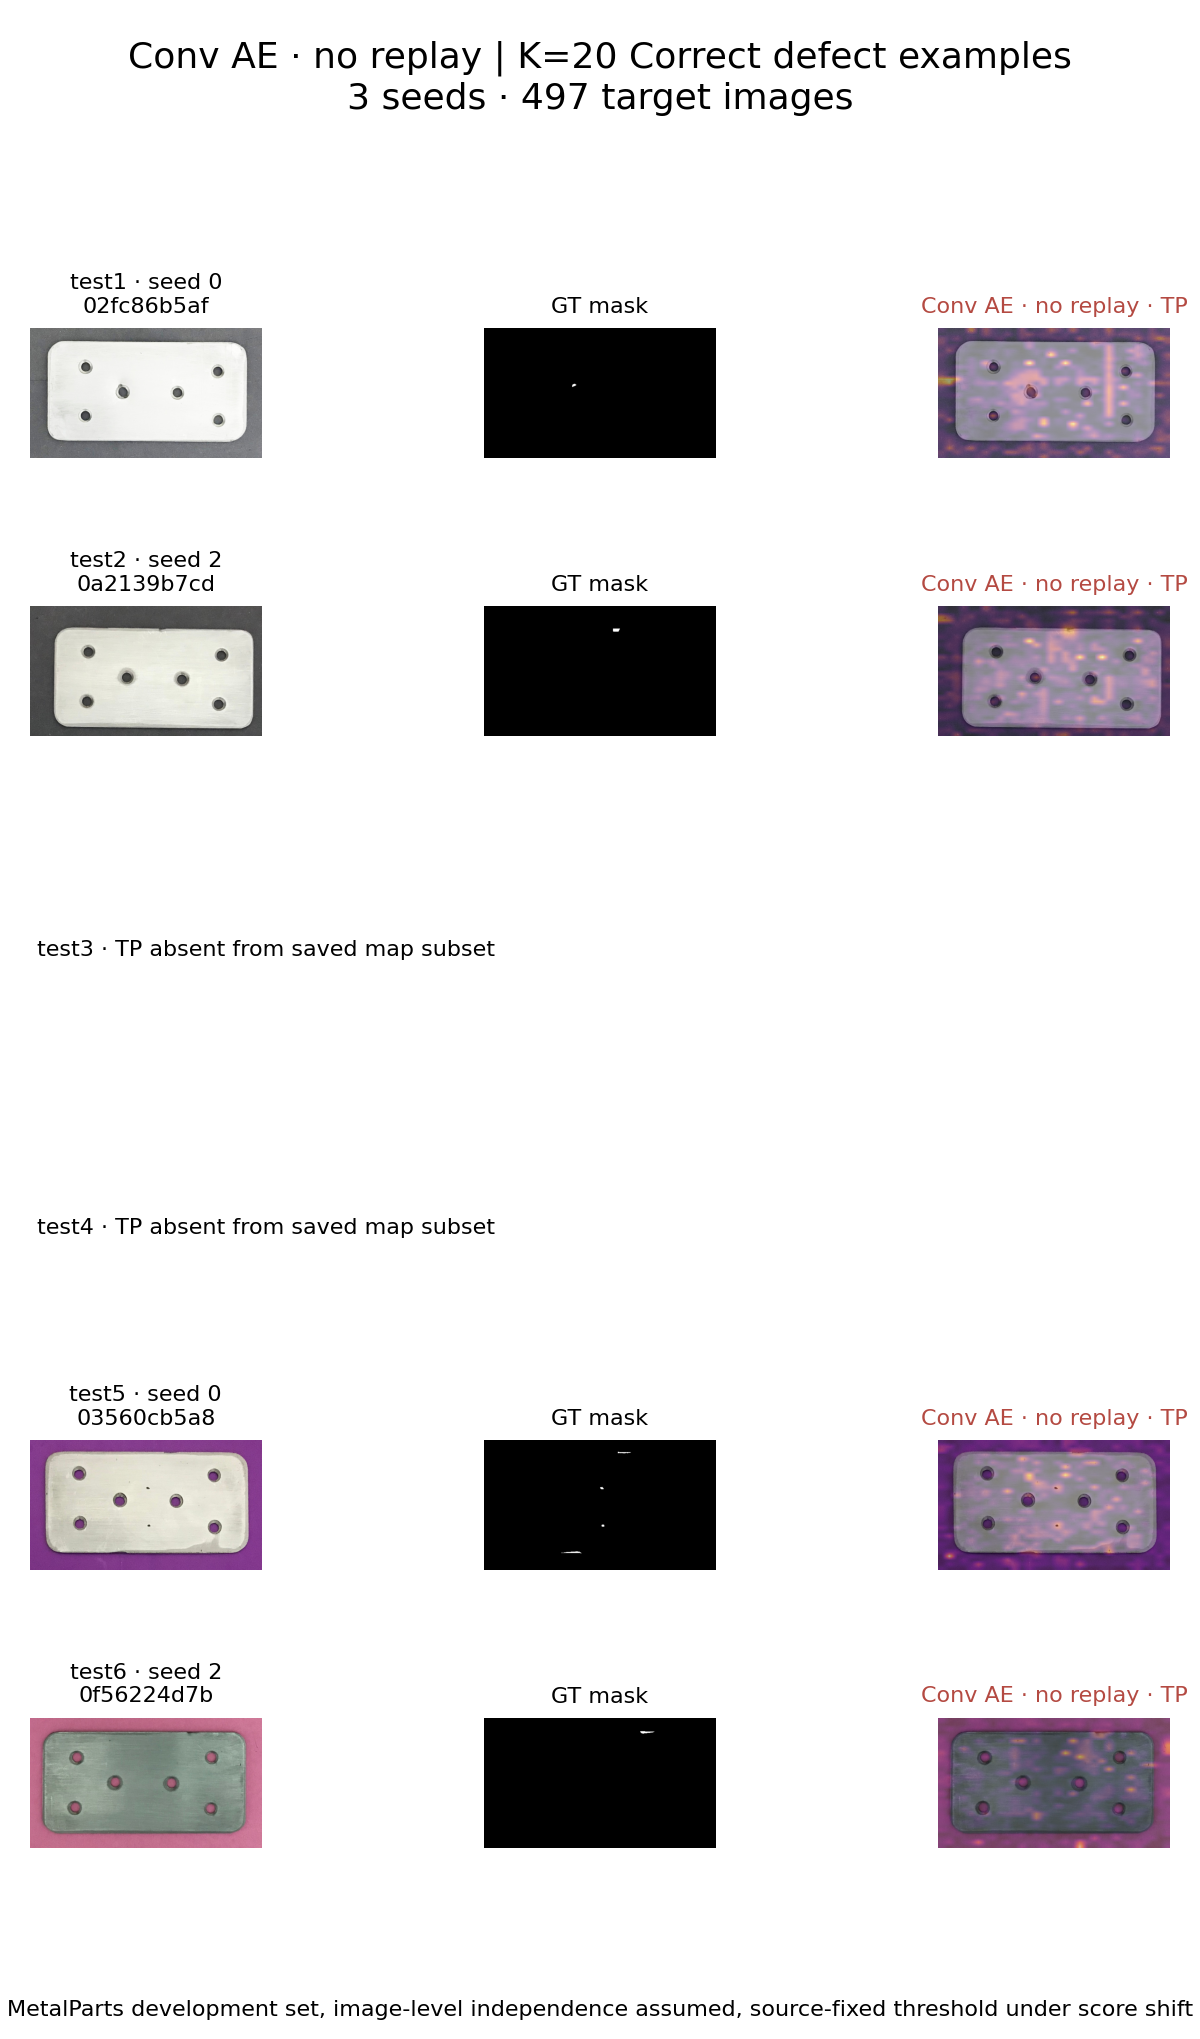 Conv AE · no replay | K=20 Correct defect examples
3 seeds · 497 target images
test1 · seed 0
02fc86b5af
GT mask
Conv AE · no replay · TP
test2 · seed 2
0a2139b7cd
GT mask
Conv AE · no replay · TP
test3 · TP absent from saved map subset
test4 · TP absent from saved map subset
test5 · seed 0
03560cb5a8
GT mask
Conv AE · no replay · TP
test6 · seed 2
0f56224d7b
GT mask
Conv AE · no replay · TP
MetalParts development set, image-level independence assumed, source-fixed threshold under score shift